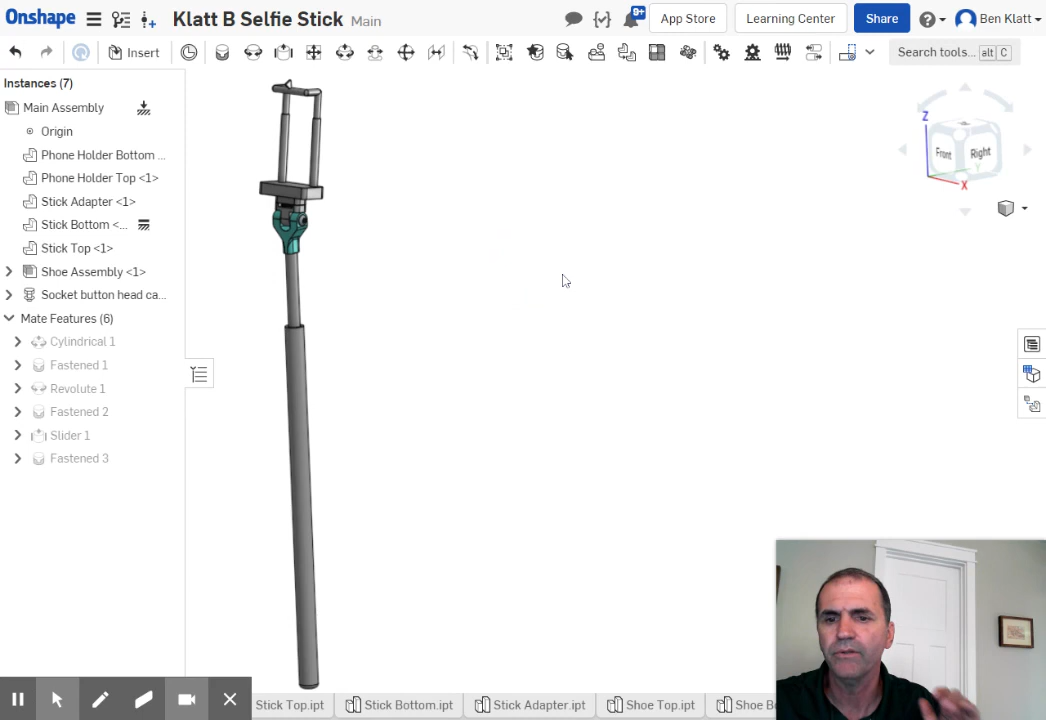 Onshape Klatt B Selfie Stick Main 9+ App Store Learning Center Share Ben Klatt
Insert Search tools... alt C
Instances (7)
Main Assembly
Origin
Phone Holder Bottom ...
Phone Holder Top <1>
Stick Adapter <1>
Stick Bottom <...
Stick Top <1>
Shoe Assembly <1>
Socket button head ca...
Mate Features (6)
Cylindrical 1
Fastened 1
Revolute 1
Fastened 2
Slider 1
Fastened 3
Z
Front Right
Y
X
Stick Top.ipt Stick Bottom.ipt Stick Adapter.ipt Shoe Top.ipt Shoe B